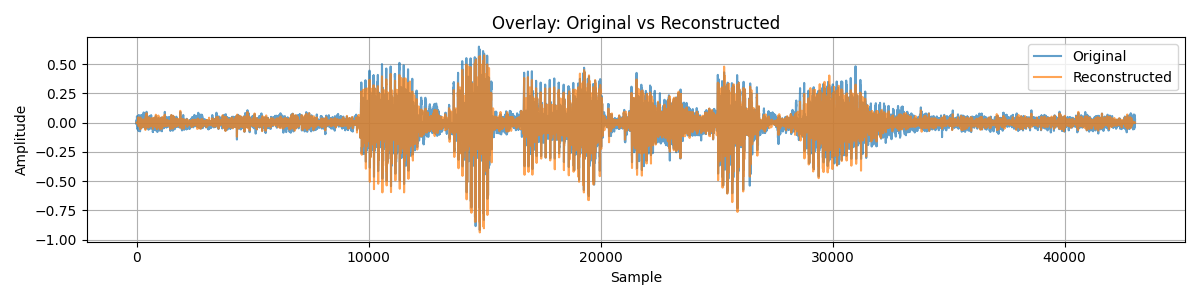 Overlay: Original vs Reconstructed
Original
Reconstructed
Amplitude
0.50
0.25
0.00
−0.25
−0.50
−0.75
−1.00
0 10000 20000 30000 40000
Sample